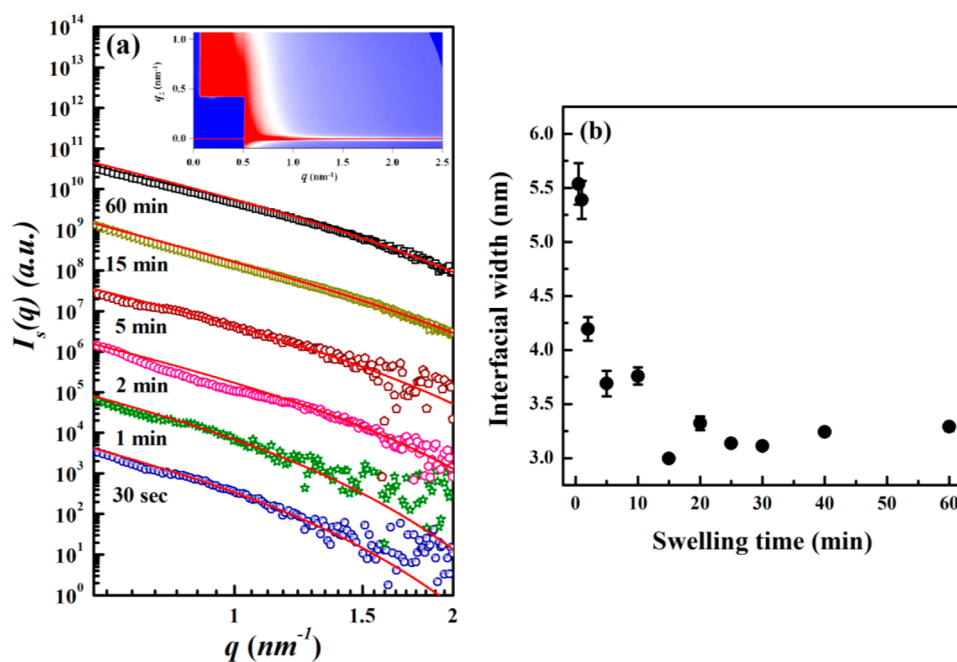 (a)
I_s(q) (a.u.)
10^14
10^13
10^12
10^11
10^10
10^9
10^8
10^7
10^6
10^5
10^4
10^3
10^2
10^1
10^0
60 min
15 min
5 min
2 min
1 min
30 sec
1
1.5
2
q (nm^-1)
q_z (nm^-1)
1.0
0.5
0.0
0.0 0.5 1.0 1.5 2.0 2.5
q (nm^-1)
(b)
Interfacial width (nm)
6.0
5.5
5.0
4.5
4.0
3.5
3.0
0 10 20 30 40 50 60
Swelling time (min)